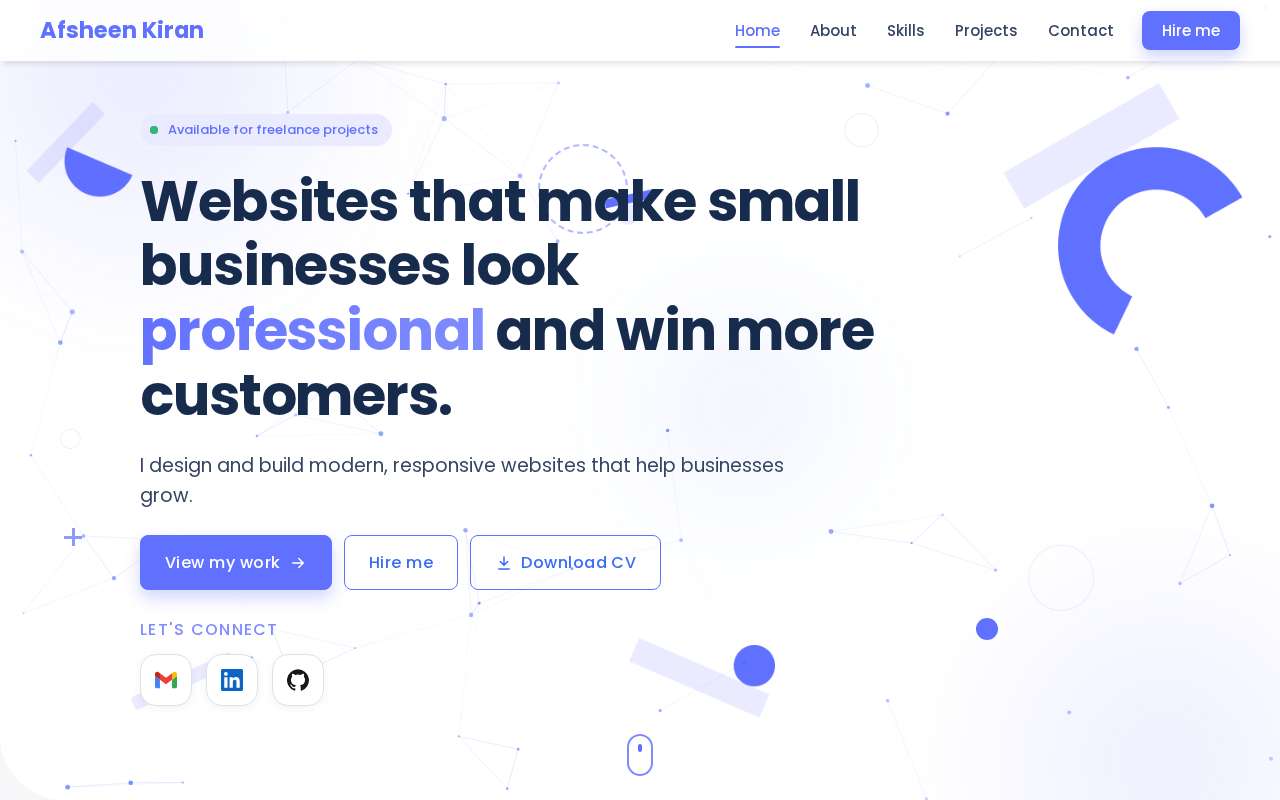 Afsheen Kiran
Home About Skills Projects Contact Hire me
Available for freelance projects
Websites that make small
businesses look
professional and win more
customers.
I design and build modern, responsive websites that help businesses
grow.
View my work Hire me Download CV
LET'S CONNECT